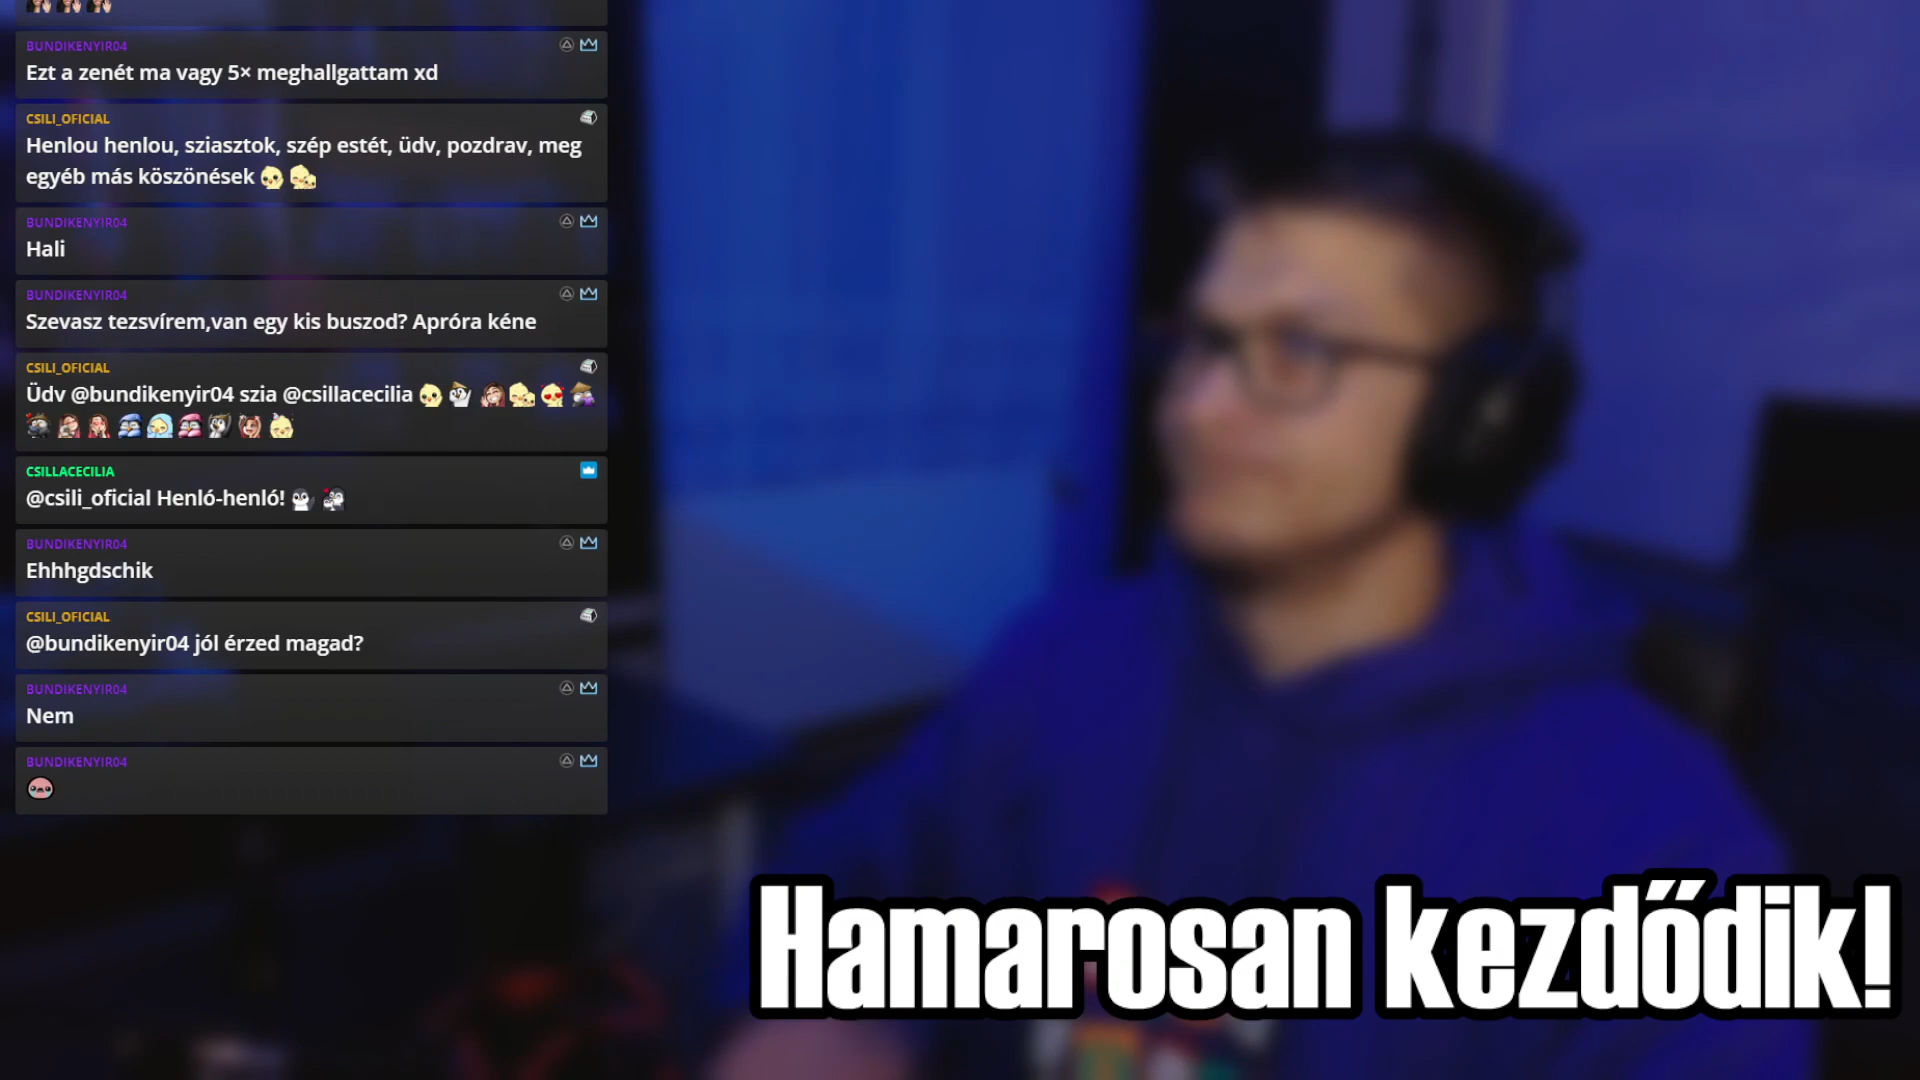 BUNDIKENYIR04
Ezt a zenét ma vagy 5× meghallgattam xd
CSILI_OFICIAL
Henlou henlou, sziasztok, szép estét, üdv, pozdrav, meg
egyéb más köszönések
BUNDIKENYIR04
Hali
BUNDIKENYIR04
Szevasz tezsvírem,van egy kis buszod? Apróra kéne
CSILI_OFICIAL
Üdv @bundikenyir04 szia @csillacecilia
CSILLACECILIA
@csili_oficial Henló-henló!
BUNDIKENYIR04
Ehhhgdschik
CSILI_OFICIAL
@bundikenyir04 jól érzed magad?
BUNDIKENYIR04
Nem
BUNDIKENYIR04
Hamarosan kezdődik!